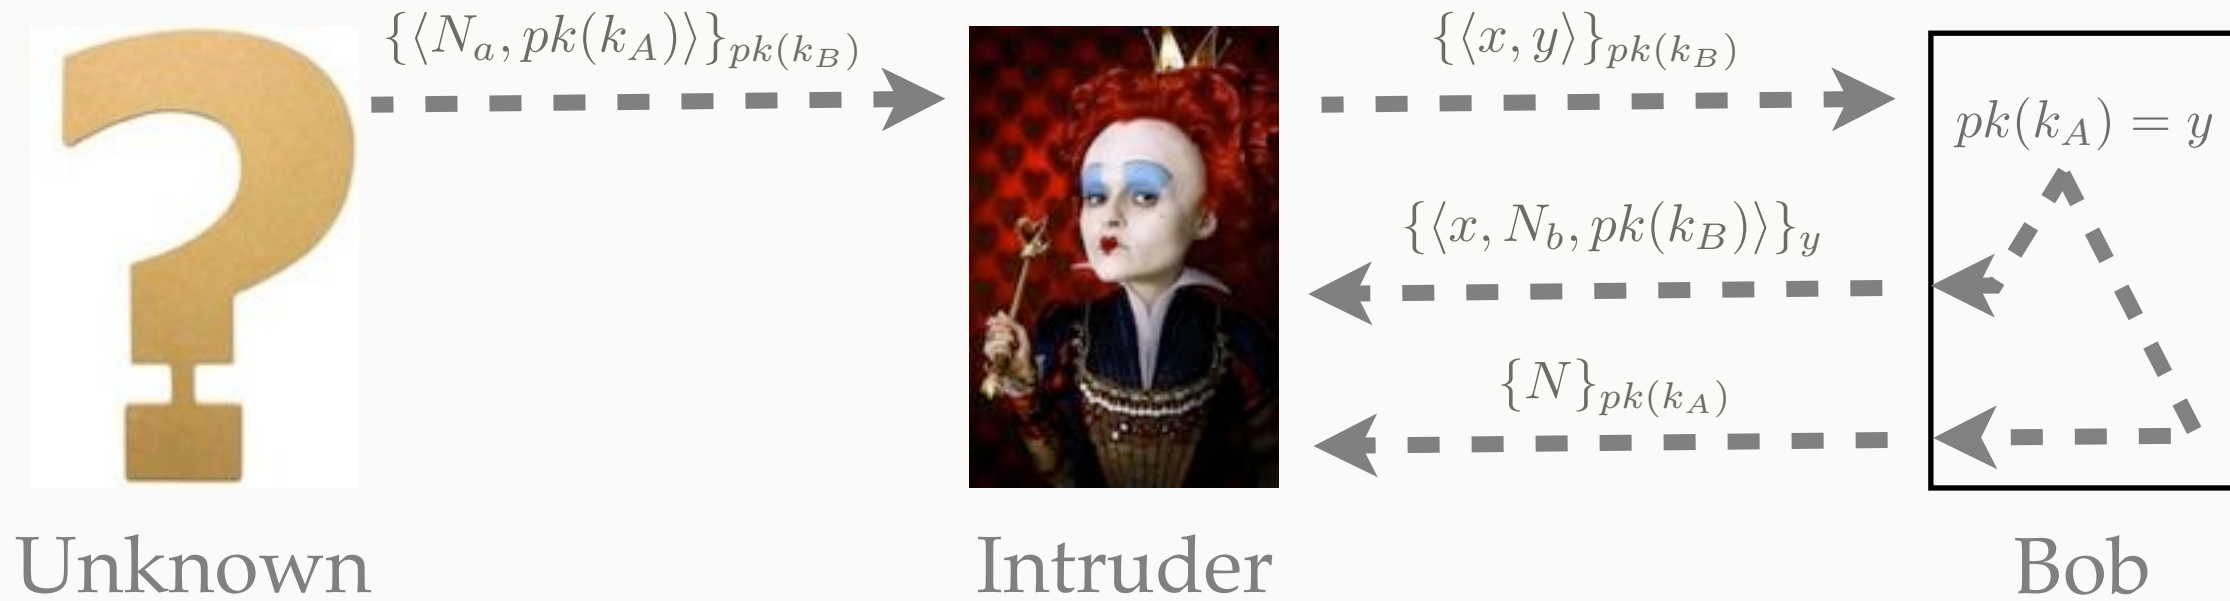 {⟨N_a, pk(k_A)⟩}_{pk(k_B)}
{⟨x, y⟩}_{pk(k_B)}
pk(k_A) = y
{⟨x, N_b, pk(k_B)⟩}_y
{N}_{pk(k_A)}
Unknown
Intruder
Bob